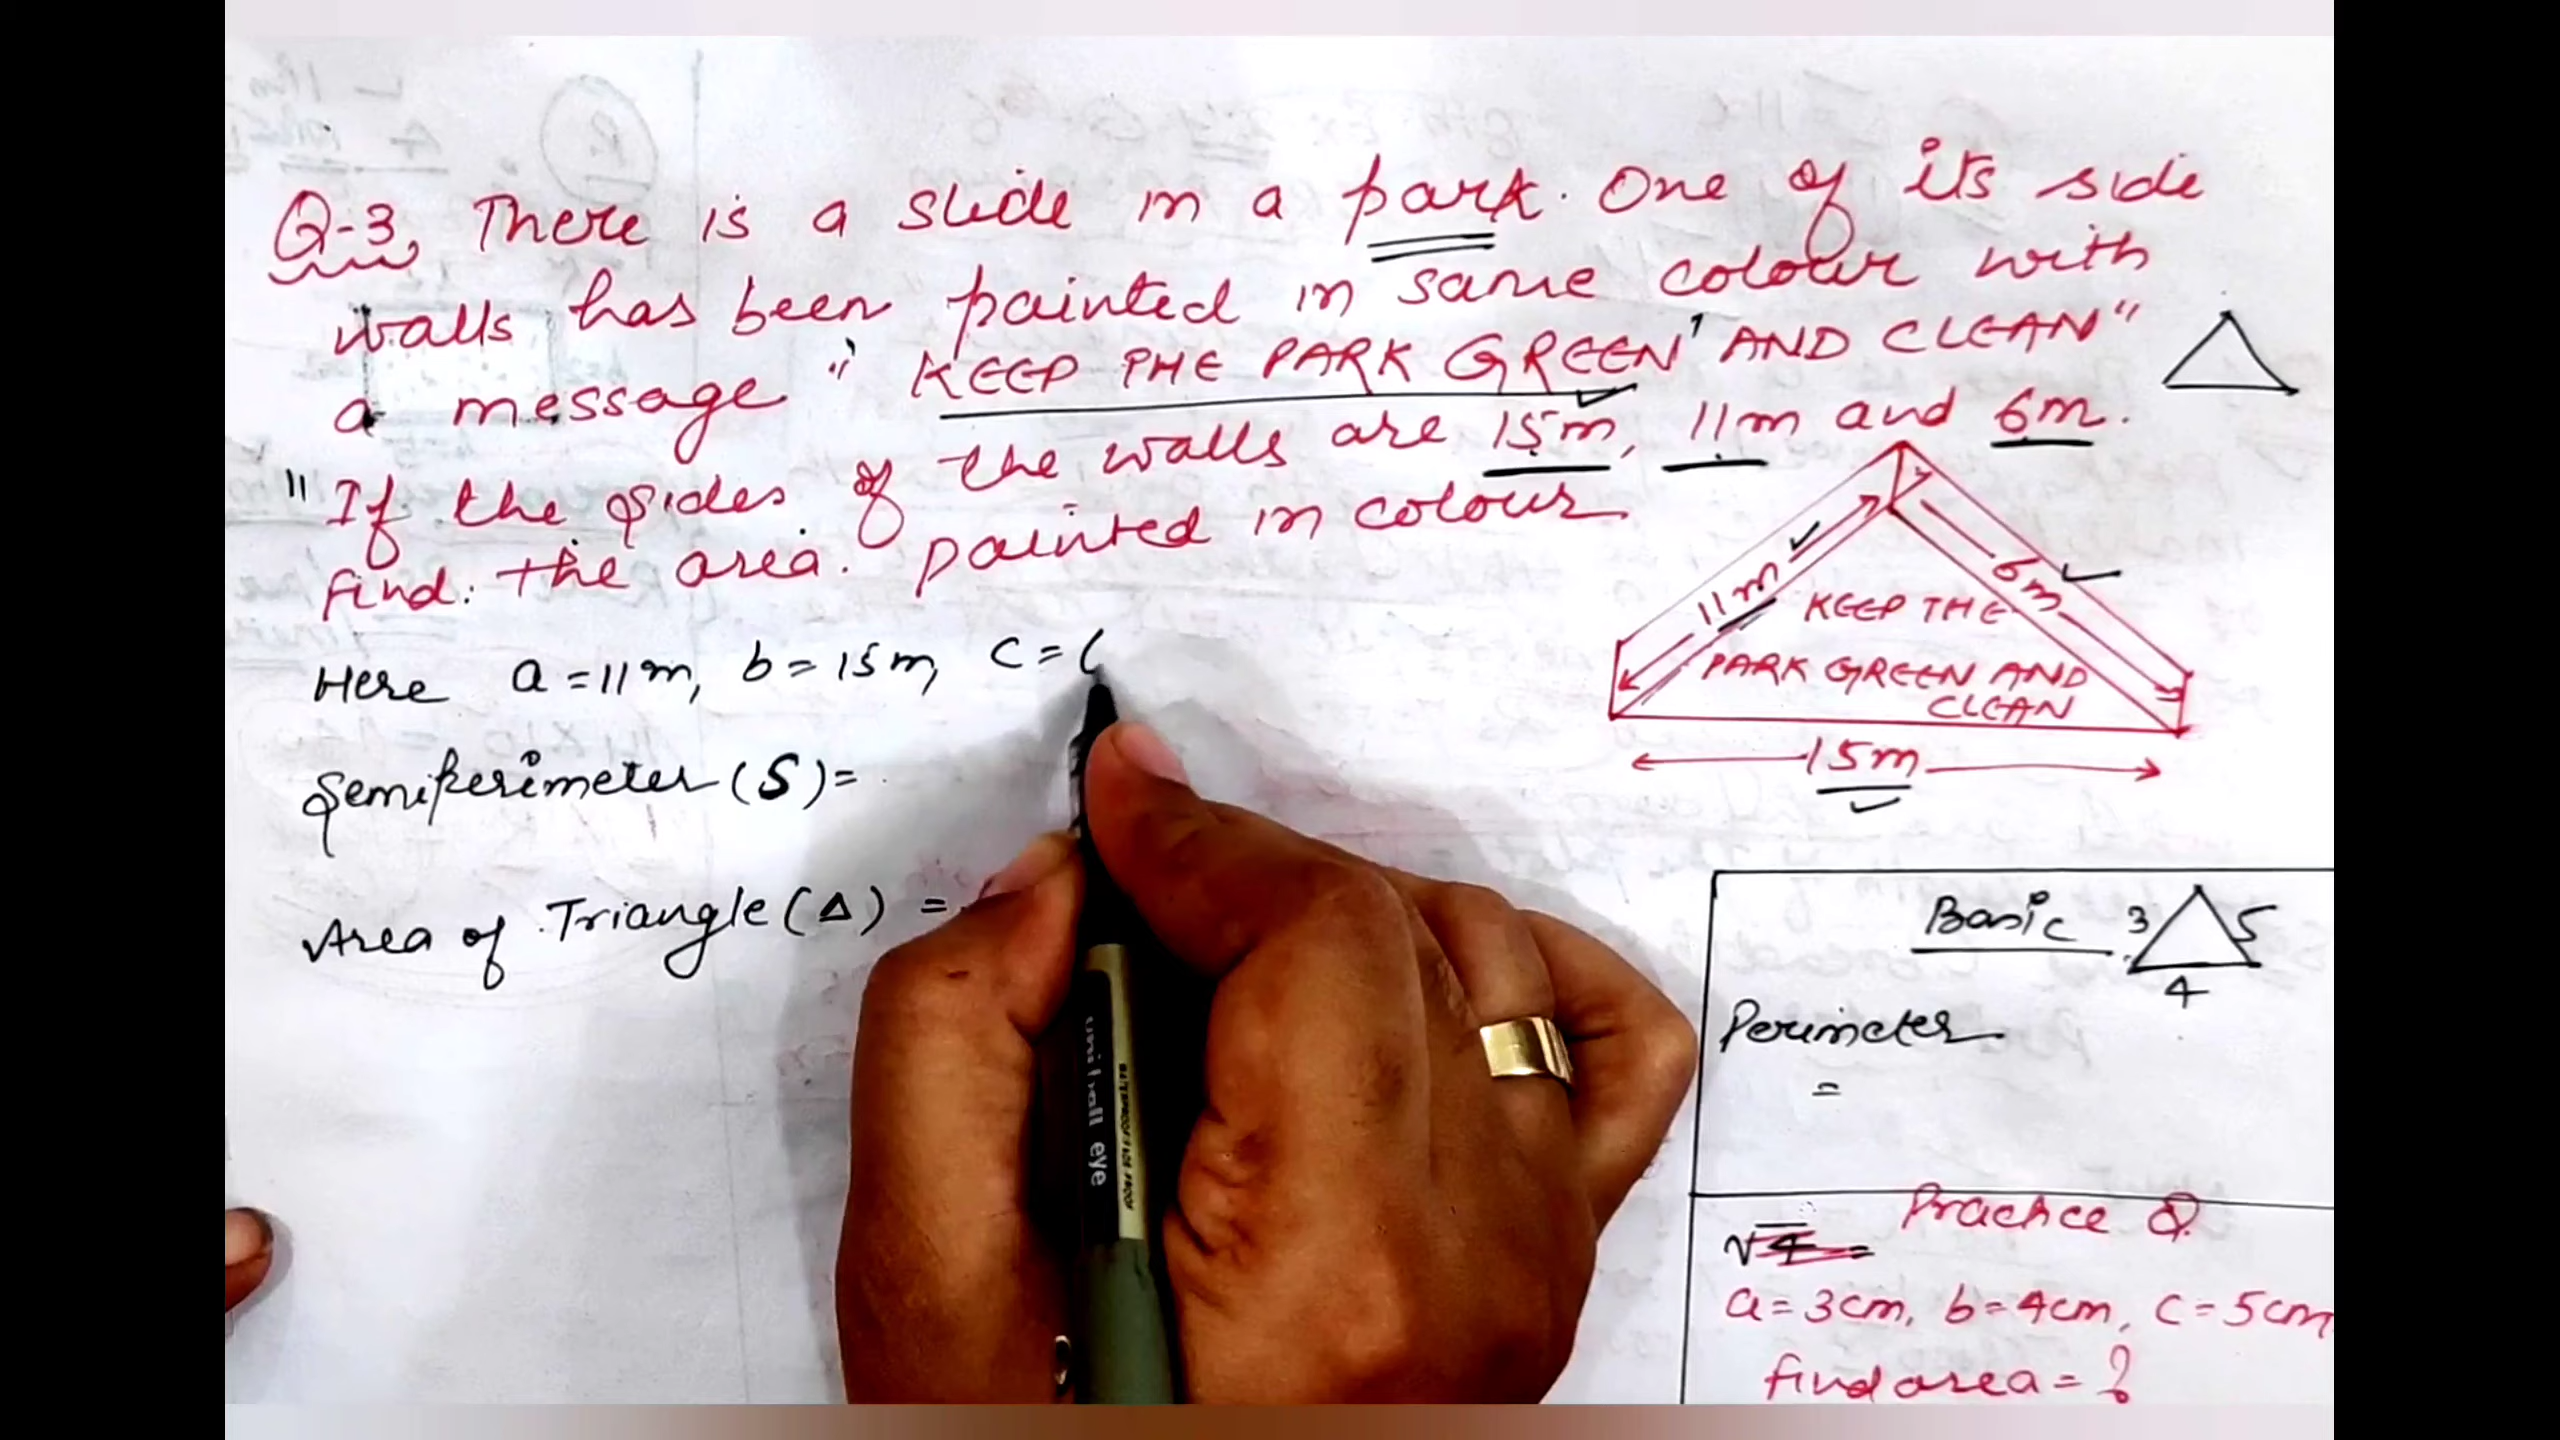 Q-3, There is a slide in a park. One of its side
walls has been painted in same colour with
a message "KEEP THE PARK GREEN' AND CLEAN"
"If the sides of the walls are 15m, 11m and 6m.
find: the area. painted in colour
11m
6m
KEEP THE
PARK GREEN AND
CLEAN
15m
Here a=11m, b=15m, c=
Semiperimeter (S)=
Area of Triangle (Δ) =
Basic
3
5
4
Perimeter
=
Practice Q.
√4 =
a=3cm, b=4cm, c=5cm
find area=?
uniball eye